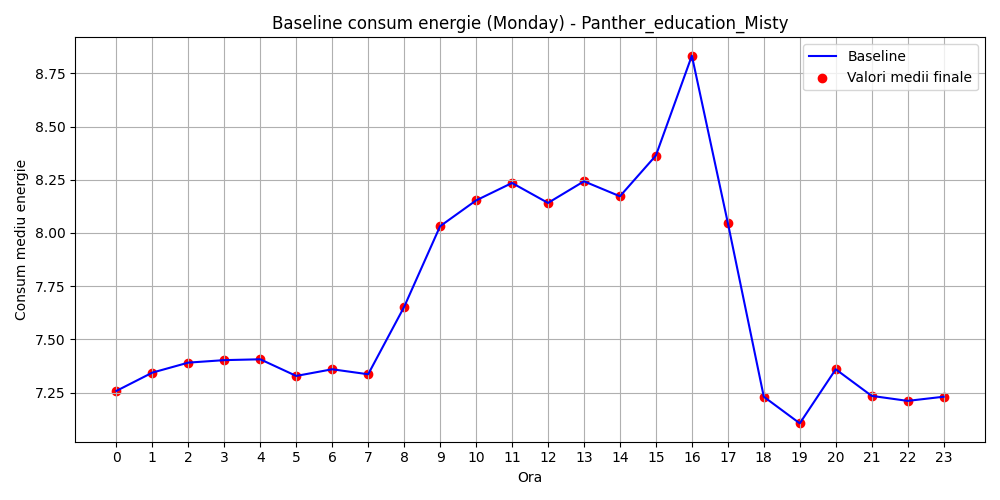 Baseline consum energie (Monday) - Panther_education_Misty
Baseline
Valori medii finale
Consum mediu energie
8.75
8.50
8.25
8.00
7.75
7.50
7.25
0 1 2 3 4 5 6 7 8 9 10 11 12 13 14 15 16 17 18 19 20 21 22 23
Ora